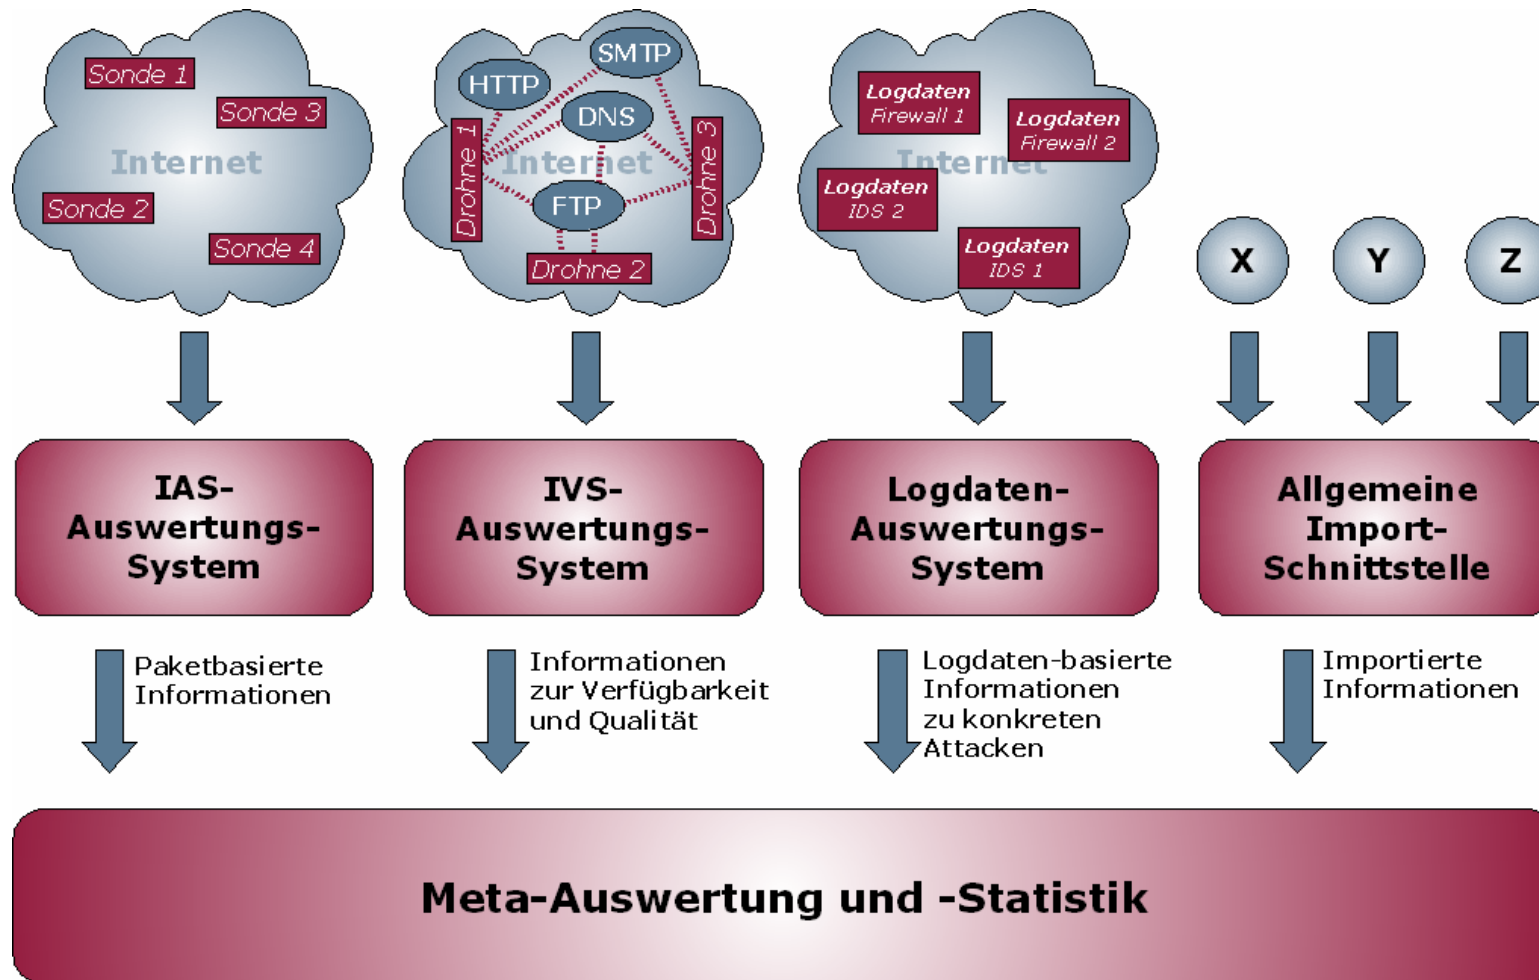 Sonde 1
Sonde 3
Internet
Sonde 2
Sonde 4
SMTP
HTTP
DNS
Drohne 1
Internet
Drohne 3
FTP
Drohne 2
Logdaten
Firewall 1
Logdaten
Firewall 2
Internet
Logdaten
IDS 2
Logdaten
IDS 1
X
Y
Z
IAS-
Auswertungs-
System
IVS-
Auswertungs-
System
Logdaten-
Auswertungs-
System
Allgemeine
Import-
Schnittstelle
Paketbasierte
Informationen
Informationen
zur Verfügbarkeit
und Qualität
Logdaten-basierte
Informationen
zu konkreten
Attacken
Importierte
Informationen
Meta-Auswertung und -Statistik